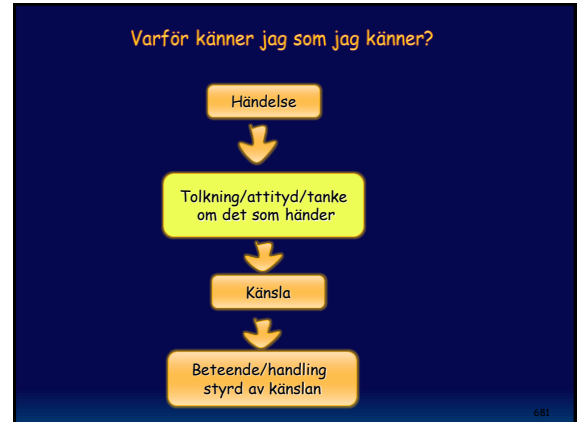 Varför känner jag som jag känner?
Händelse
Tolkning/attityd/tanke
om det som händer
Känsla
Beteende/handling
styrd av känslan
681